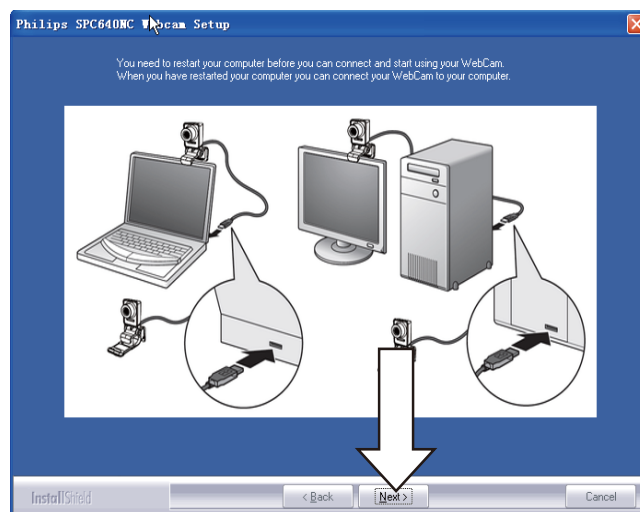 Philips SPC640NC Webcam Setup
You need to restart your computer before you can connect and start using your WebCam.
When you have restarted your computer you can connect your WebCam to your computer.
InstallShield
< Back
Next >
Cancel